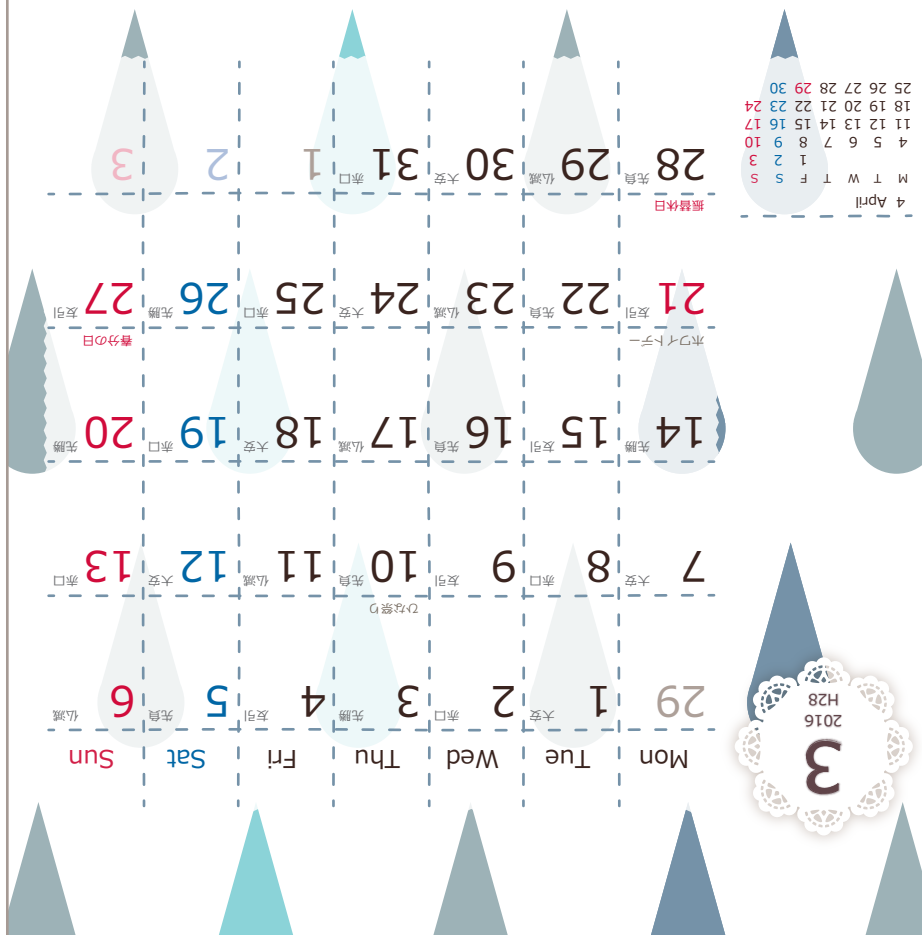 3
2016
H28
Mon Tue Wed Thu Fri Sat Sun
29 1 大安 2 赤口 3 先勝 4 友引 5 先負 6 仏滅
ひな祭り
7 大安 8 赤口 9 友引 10 先負 11 仏滅 12 大安 13 赤口
14 先勝 15 友引 16 先負 17 仏滅 18 大安 19 赤口 20 先勝
ホワイトデー 春分の日
21 友引 22 先負 23 仏滅 24 大安 25 赤口 26 先勝 27 友引
振替休日
28 先負 29 仏滅 30 大安 31 赤口 1 2 3
4 April
M T W T F S S
1 2 3
4 5 6 7 8 9 10
11 12 13 14 15 16 17
18 19 20 21 22 23 24
25 26 27 28 29 30